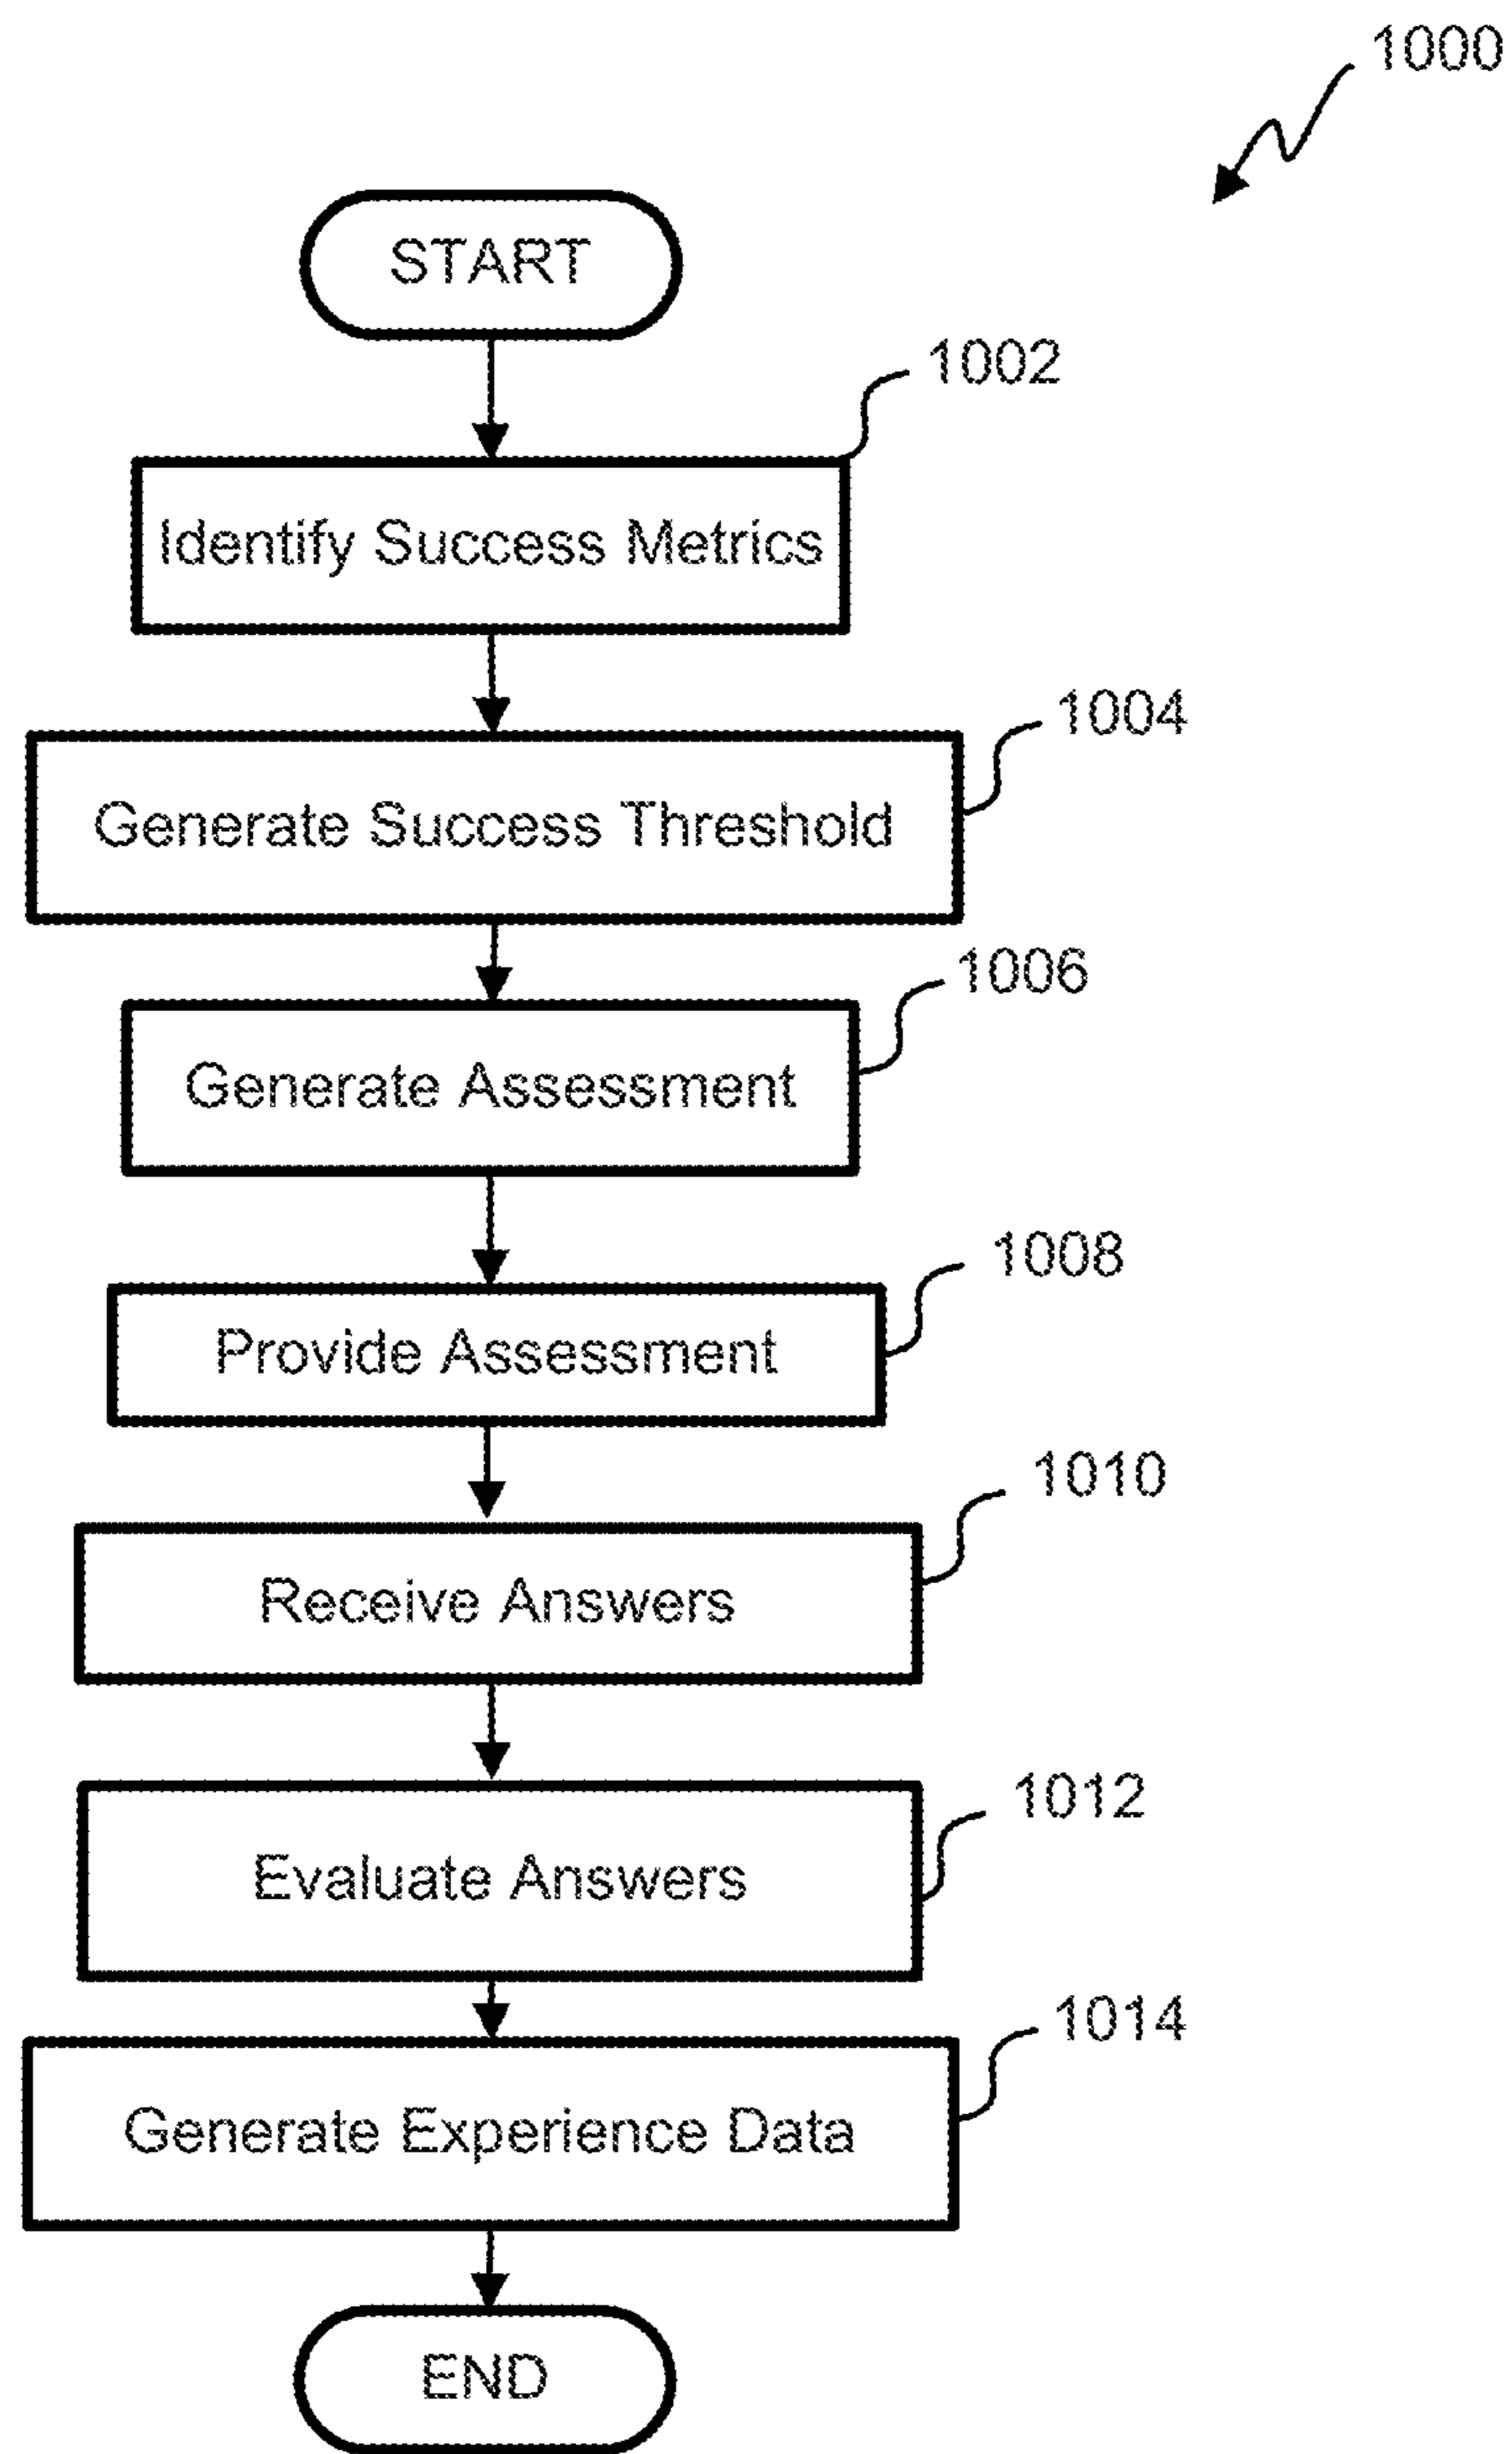 1000
START
1002
Identify Success Metrics
1004
Generate Success Threshold
1006
Generate Assessment
1008
Provide Assessment
1010
Receive Answers
1012
Evaluate Answers
1014
Generate Experience Data
END